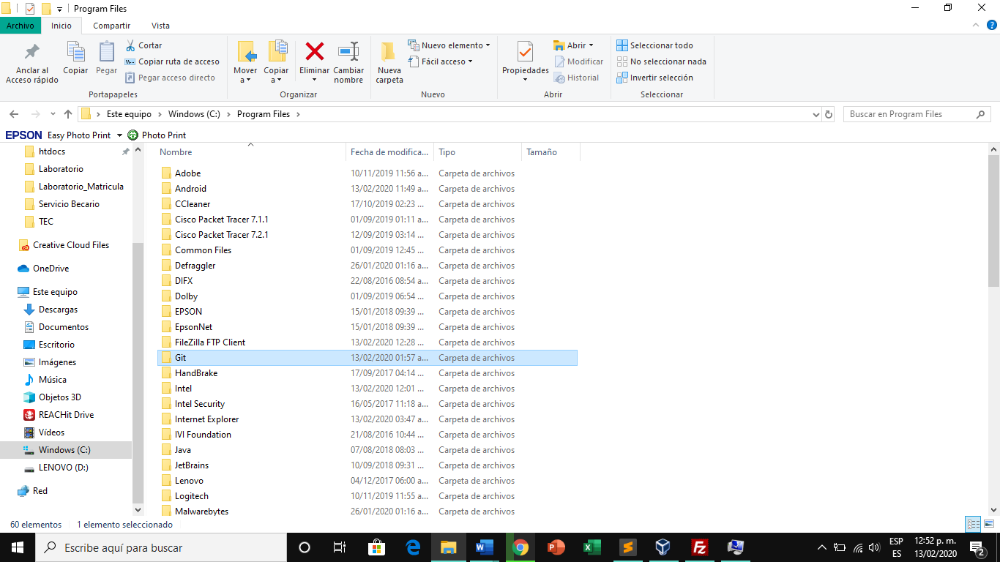 Program Files
Archivo Inicio Compartir Vista
Anclar al Acceso rápido
Copiar
Pegar
Cortar
Copiar ruta de acceso
Pegar acceso directo
Portapapeles
Mover a
Copiar a
Eliminar
Cambiar nombre
Organizar
Nueva carpeta
Nuevo elemento
Fácil acceso
Nuevo
Propiedades
Abrir
Modificar
Historial
Abrir
Seleccionar todo
No seleccionar nada
Invertir selección
Seleccionar
Este equipo > Windows (C:) > Program Files >
Buscar en Program Files
EPSON Easy Photo Print Photo Print
htdocs
Laboratorio
Laboratorio_Matricula
Servicio Becario
TEC
Creative Cloud Files
OneDrive
Este equipo
Descargas
Documentos
Escritorio
Imágenes
Música
Objetos 3D
REACHit Drive
Vídeos
Windows (C:)
LENOVO (D:)
Red
Nombre Fecha de modifica... Tipo Tamaño
Adobe 10/11/2019 11:56 a... Carpeta de archivos
Android 13/02/2020 11:49 a... Carpeta de archivos
CCleaner 17/10/2019 02:23 ... Carpeta de archivos
Cisco Packet Tracer 7.1.1 01/09/2019 01:11 a... Carpeta de archivos
Cisco Packet Tracer 7.2.1 12/09/2019 03:14 ... Carpeta de archivos
Common Files 01/09/2019 12:45 ... Carpeta de archivos
Defraggler 26/01/2020 01:16 a... Carpeta de archivos
DIFX 22/08/2016 08:54 a... Carpeta de archivos
Dolby 01/09/2019 06:54 ... Carpeta de archivos
EPSON 15/01/2018 09:39 ... Carpeta de archivos
EpsonNet 15/01/2018 09:39 ... Carpeta de archivos
FileZilla FTP Client 13/02/2020 12:28 ... Carpeta de archivos
Git 13/02/2020 01:57 a... Carpeta de archivos
HandBrake 17/09/2017 04:14 ... Carpeta de archivos
Intel 13/02/2020 12:01 ... Carpeta de archivos
Intel Security 16/05/2017 11:18 a... Carpeta de archivos
Internet Explorer 13/02/2020 03:47 a... Carpeta de archivos
IVI Foundation 21/08/2016 10:44 ... Carpeta de archivos
Java 07/08/2018 08:03 ... Carpeta de archivos
JetBrains 10/09/2018 09:31 ... Carpeta de archivos
Lenovo 04/12/2017 06:00 a... Carpeta de archivos
Logitech 10/11/2019 11:55 a... Carpeta de archivos
Malwarebytes 26/01/2020 01:16 a... Carpeta de archivos
60 elementos 1 elemento seleccionado
Escribe aquí para buscar
ESP
ES
12:52 p. m.
13/02/2020
2